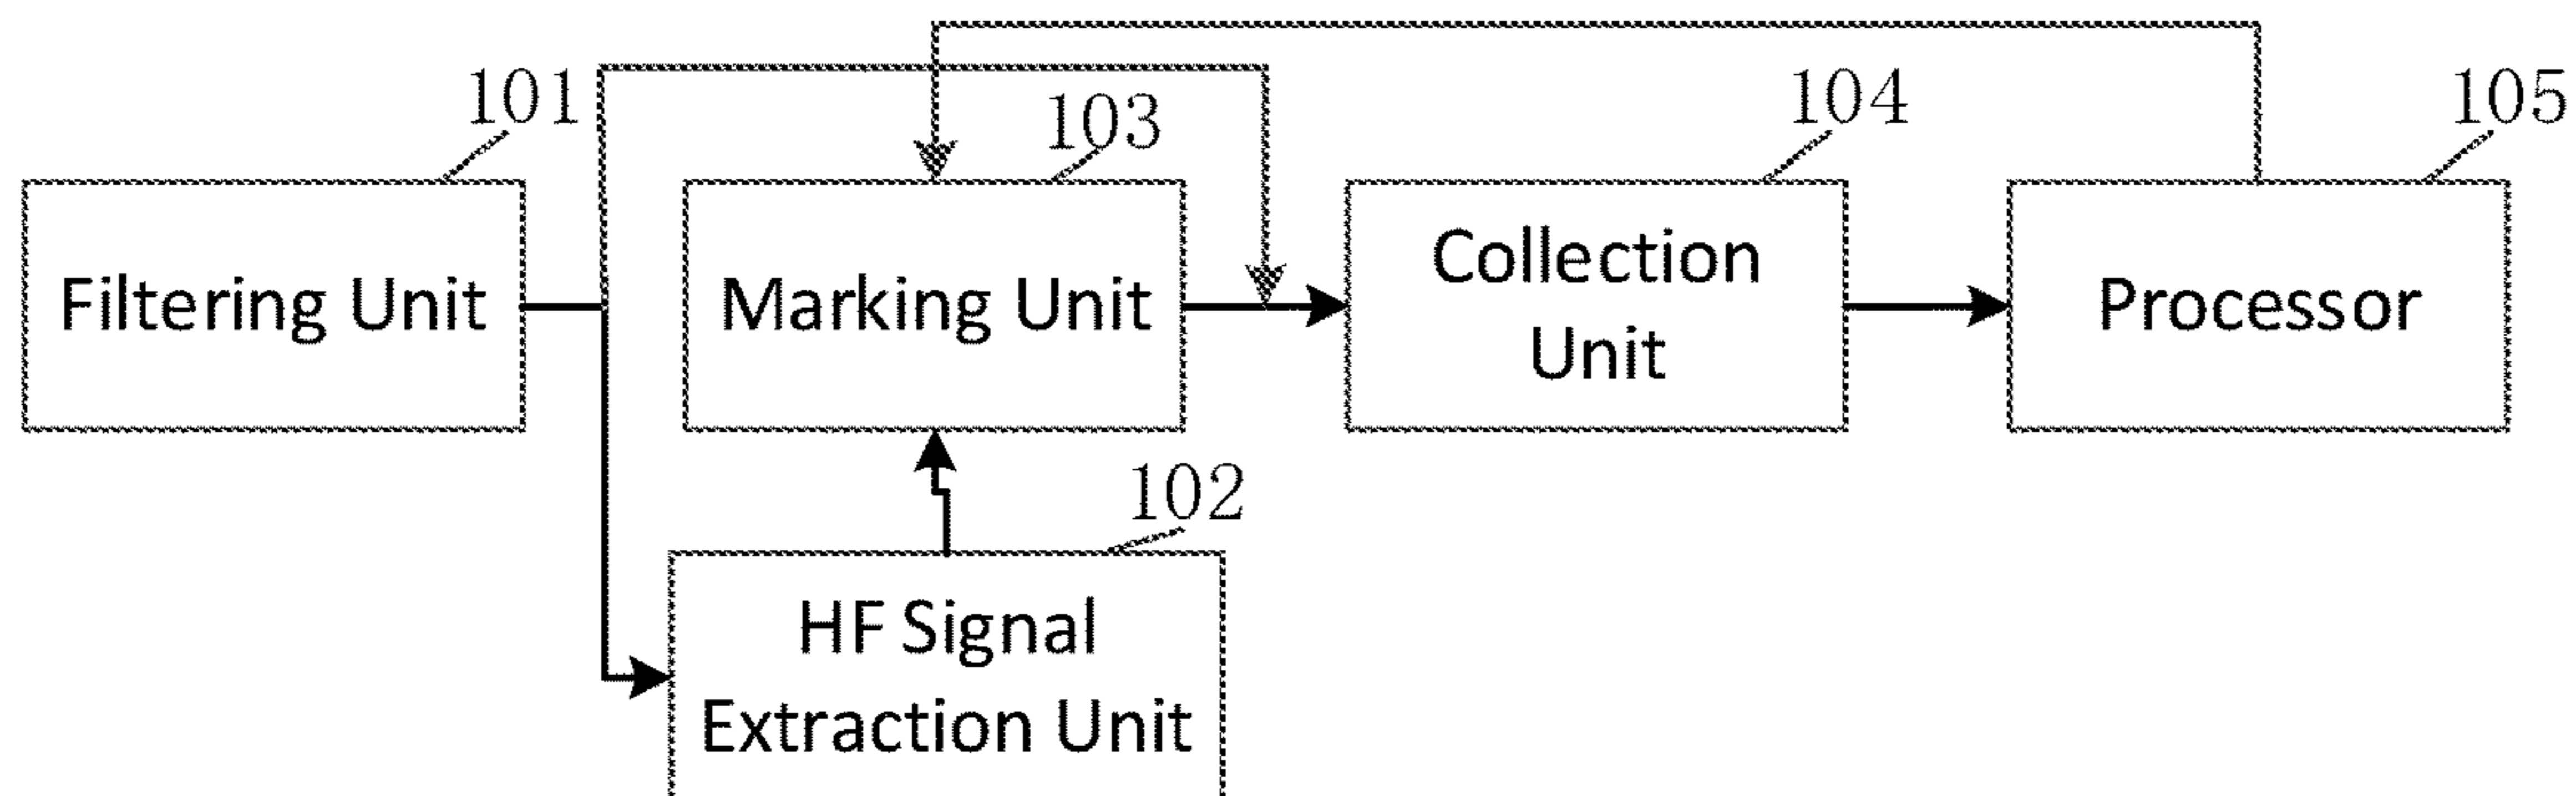 101
103
104
105
Filtering Unit
Marking Unit
Collection
Unit
Processor
102
HF Signal
Extraction Unit